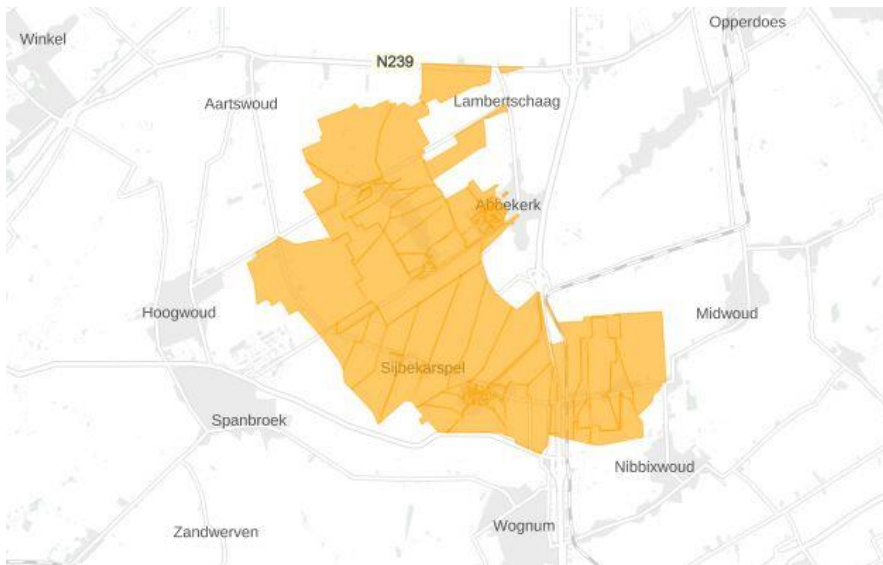 Opperdoes
Winkel
N239
Aartswoud
Lambertschaag
Abbekerk
Hoogwoud
Midwoud
Sijbekarspel
Spanbroek
Nibbixwoud
Zandwerven
Wognum